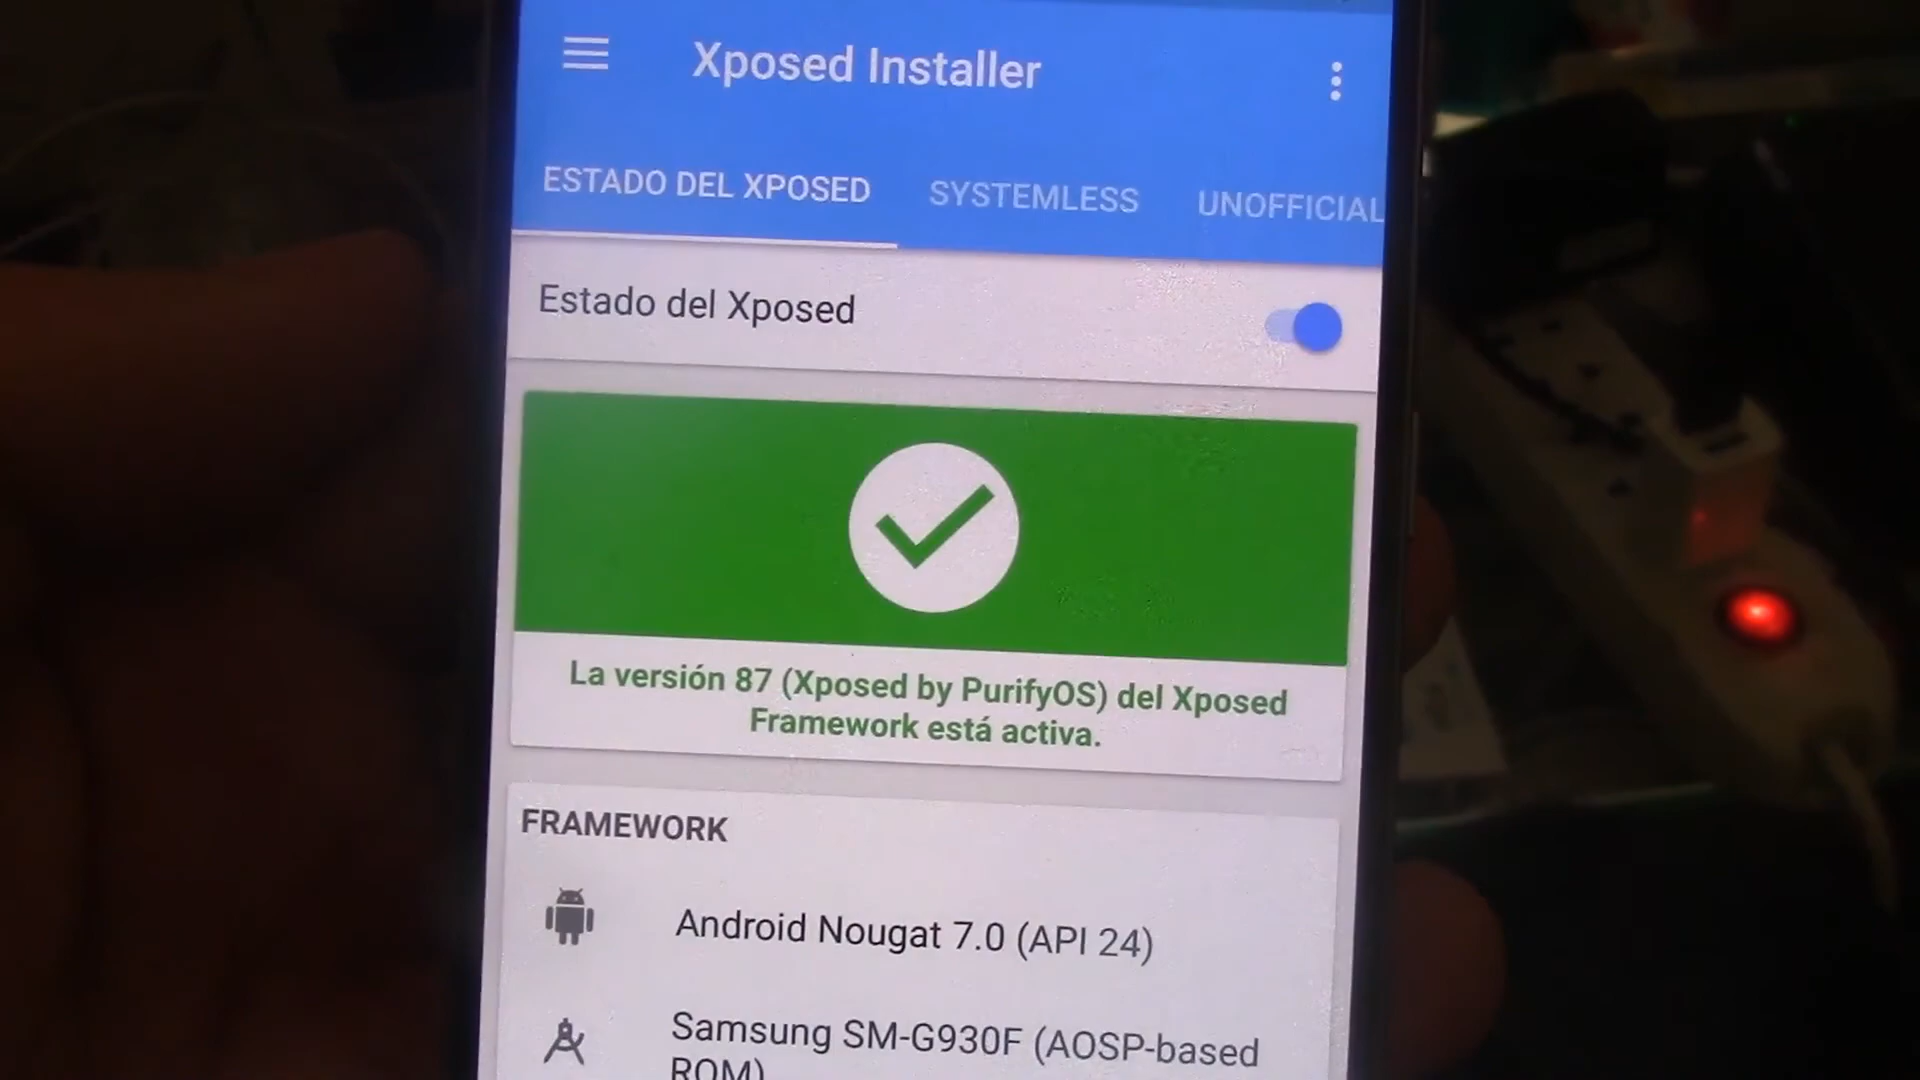 Xposed Installer
ESTADO DEL XPOSED SYSTEMLESS UNOFFICIAL
Estado del Xposed
La versión 87 (Xposed by PurifyOS) del Xposed
Framework está activa.
FRAMEWORK
Android Nougat 7.0 (API 24)
Samsung SM-G930F (AOSP-based
ROM)